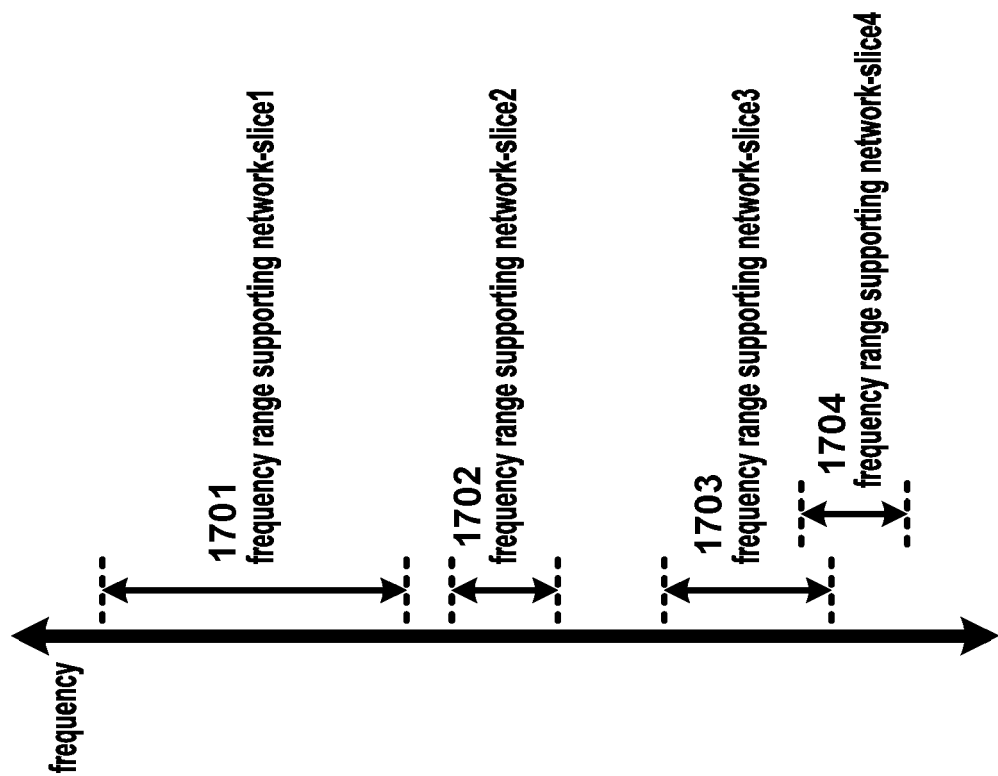 frequency
1701
frequency range supporting network-slice1
1702
frequency range supporting network-slice2
1703
frequency range supporting network-slice3
1704
frequency range supporting network-slice4